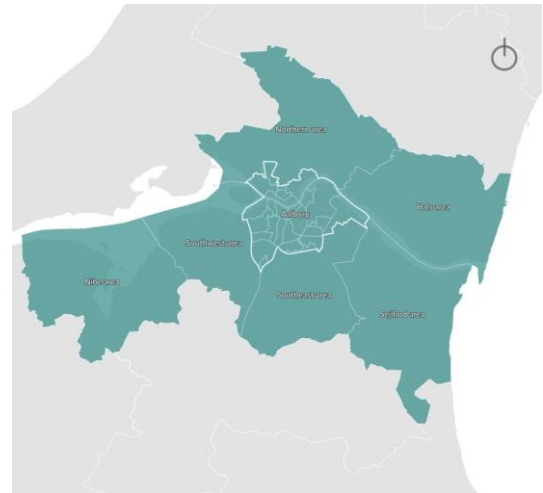 Northern area
Hals area
Aalborg
Southwest area
Nibe area
Southeast area
Sejlflod area